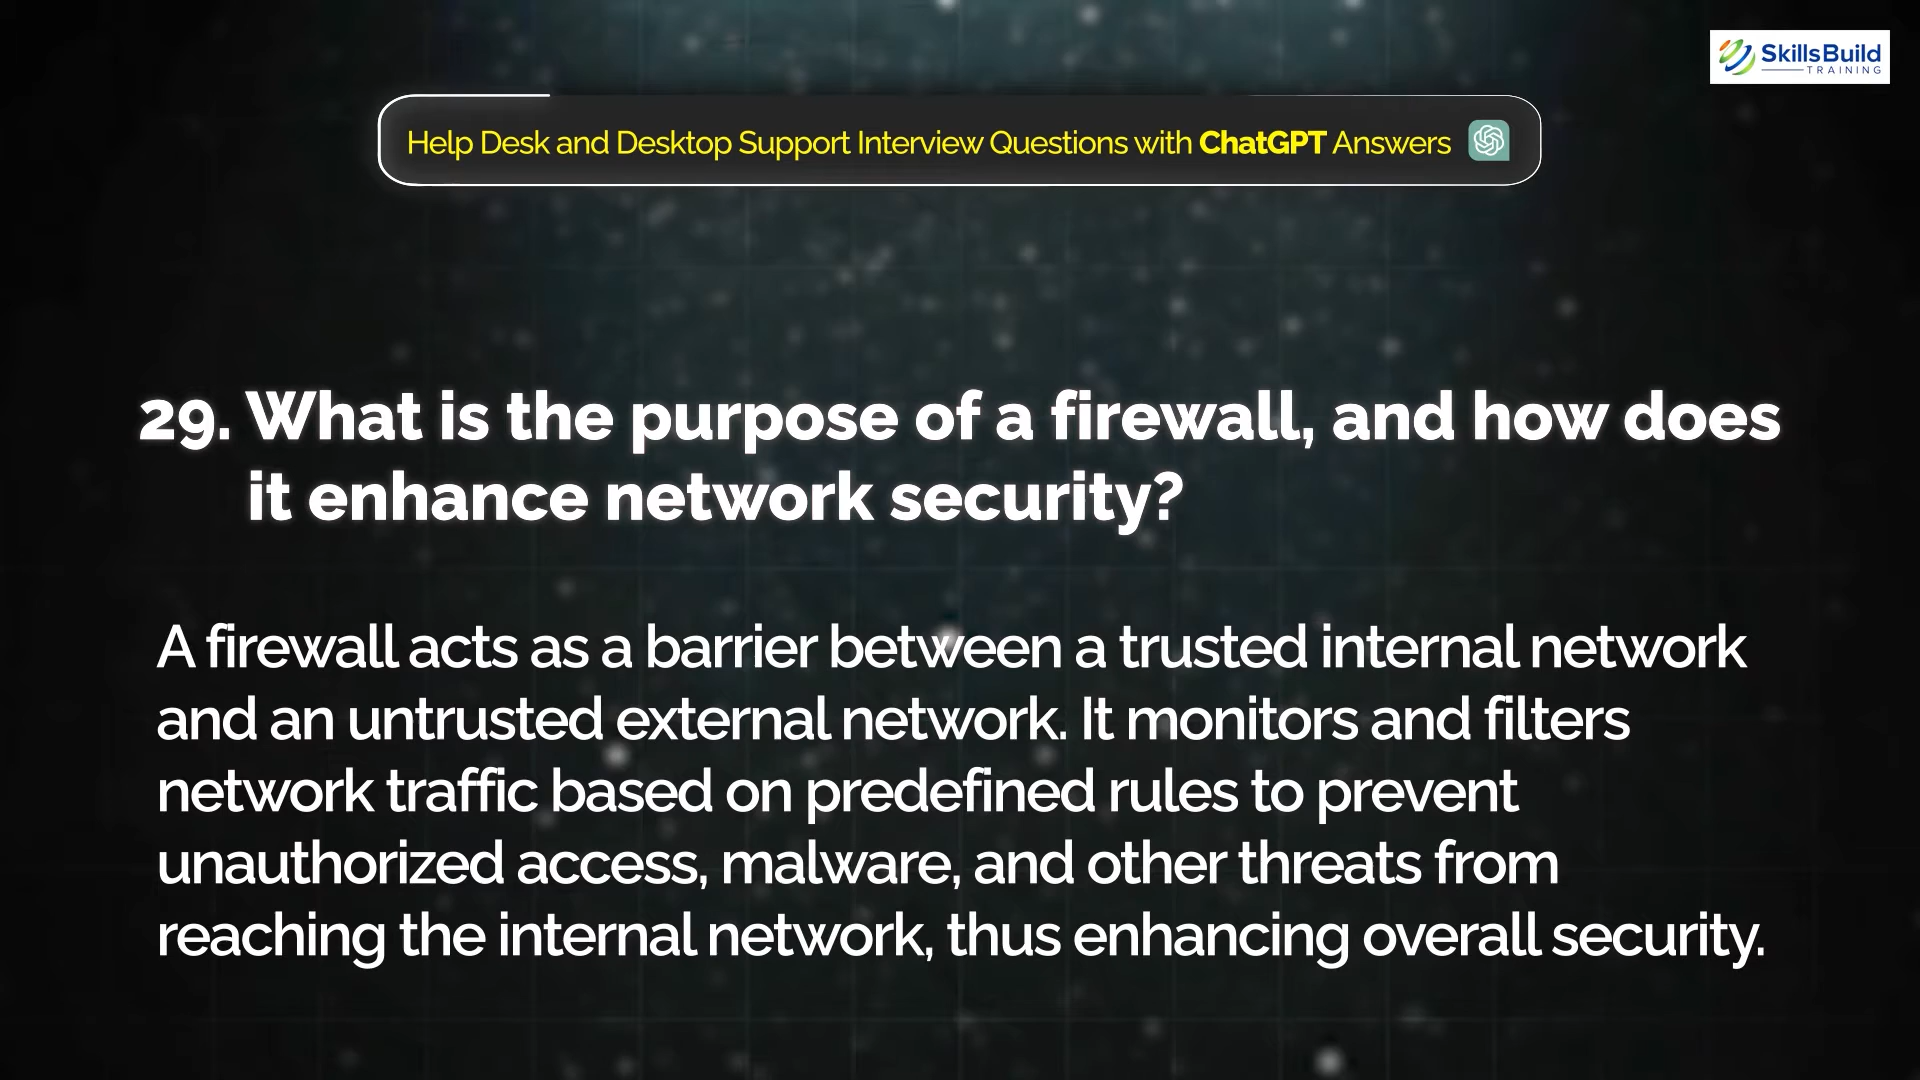 SkillsBuild
TRAINING
Help Desk and Desktop Support Interview Questions with ChatGPT Answers
29. What is the purpose of a firewall, and how does
it enhance network security?
A firewall acts as a barrier between a trusted internal network
and an untrusted external network. It monitors and filters
network traffic based on predefined rules to prevent
unauthorized access, malware, and other threats from
reaching the internal network, thus enhancing overall security.